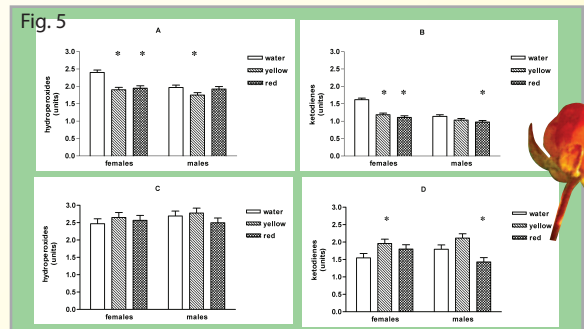 Fig. 5
A
* * *
3.0
2.5
2.0
1.5
1.0
0.5
0.0
hydroperoxides
(units)
females males
water
yellow
red
B
* * *
3.0
2.5
2.0
1.5
1.0
0.5
0.0
ketodienes
(units)
females males
water
yellow
red
C
3.0
2.5
2.0
1.5
1.0
0.5
0.0
hydroperoxides
(units)
females males
water
yellow
red
D
* *
3.0
2.5
2.0
1.5
1.0
0.5
0.0
ketodienes
(units)
females males
water
yellow
red